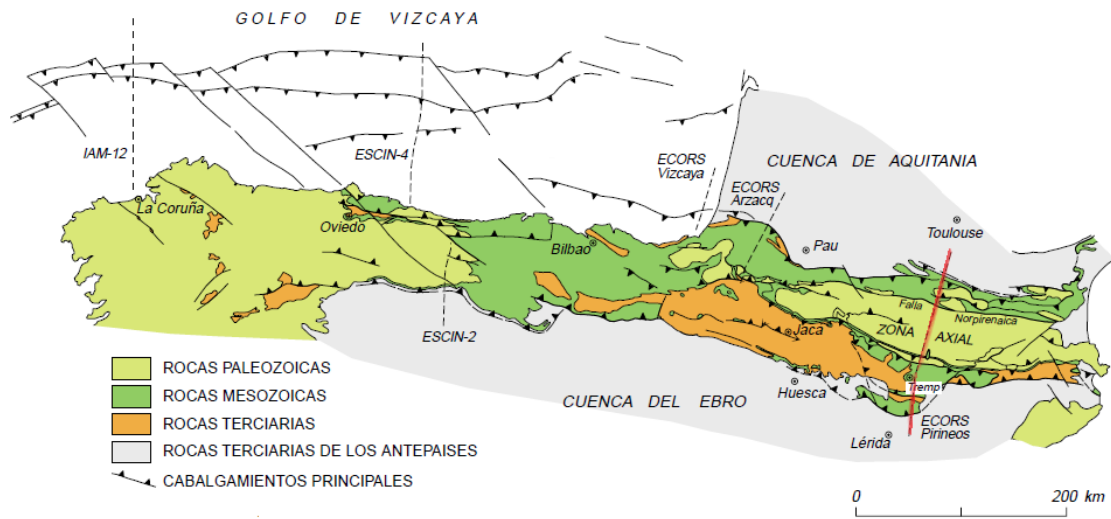 GOLFO DE VIZCAYA
IAM-12
ESCIN-4
ECORS
Vizcaya
ECORS
Arzacq
CUENCA DE AQUITANIA
La Coruña
Oviedo
Bilbao
Pau
Toulouse
Falla
Norpirenaica
ZONA
AXIAL
Jaca
ESCIN-2
Tremp
Huesca
CUENCA DEL EBRO
Lérida
ECORS
Pirineos
ROCAS PALEOZOICAS
ROCAS MESOZOICAS
ROCAS TERCIARIAS
ROCAS TERCIARIAS DE LOS ANTEPAISES
CABALGAMIENTOS PRINCIPALES
0 200 km